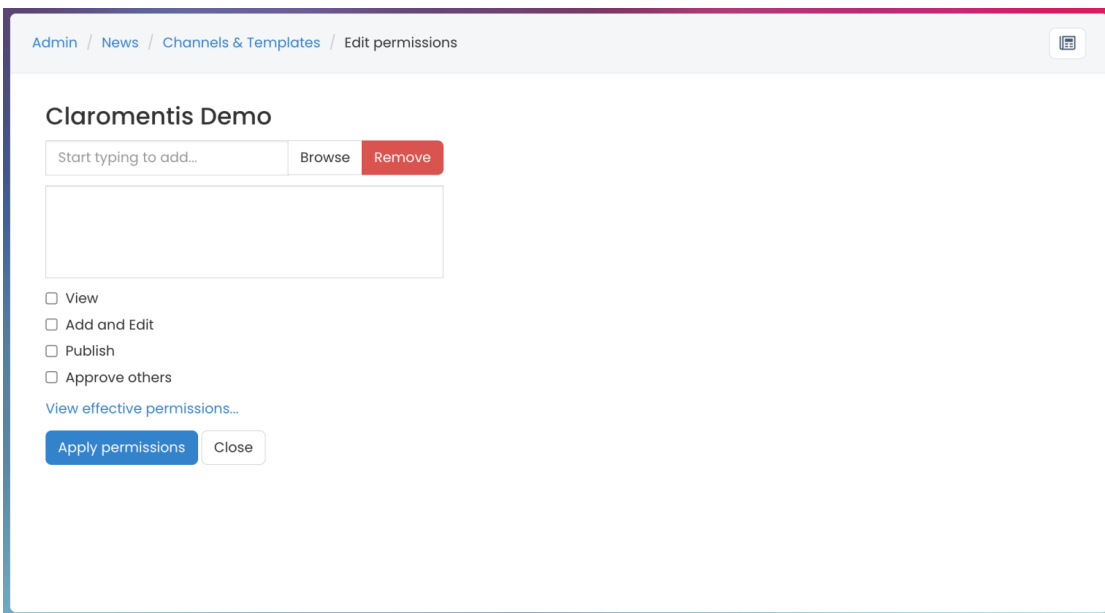 Admin / News / Channels & Templates / Edit permissions
Claromentis Demo
Start typing to add... Browse Remove
View
Add and Edit
Publish
Approve others
View effective permissions...
Apply permissions Close